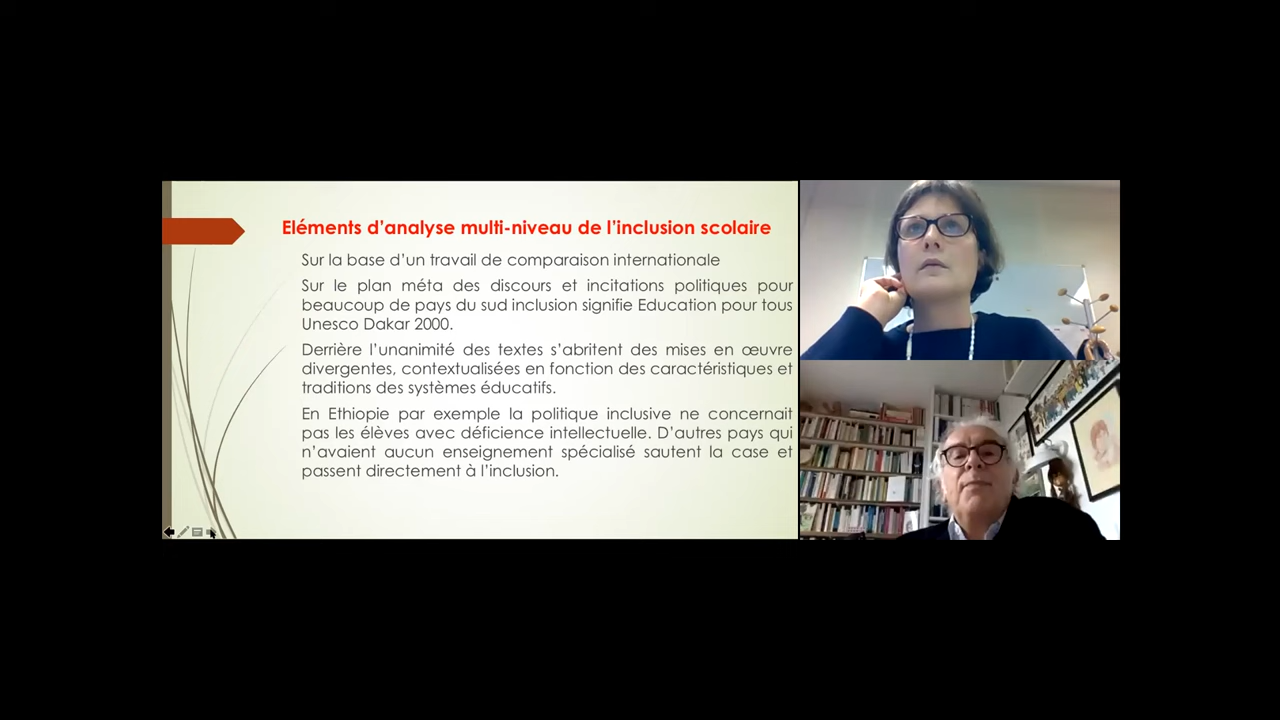 Eléments d’analyse multi-niveau de l’inclusion scolaire
Sur la base d’un travail de comparaison internationale
Sur le plan méta des discours et incitations politiques pour
beaucoup de pays du sud inclusion signifie Education pour tous
Unesco Dakar 2000.
Derrière l’unanimité des textes s’abritent des mises en œuvre
divergentes, contextualisées en fonction des caractéristiques et
traditions des systèmes éducatifs.
En Ethiopie par exemple la politique inclusive ne concernait
pas les élèves avec déficience intellectuelle. D’autres pays qui
n’avaient aucun enseignement spécialisé sautent la case et
passent directement à l’inclusion.